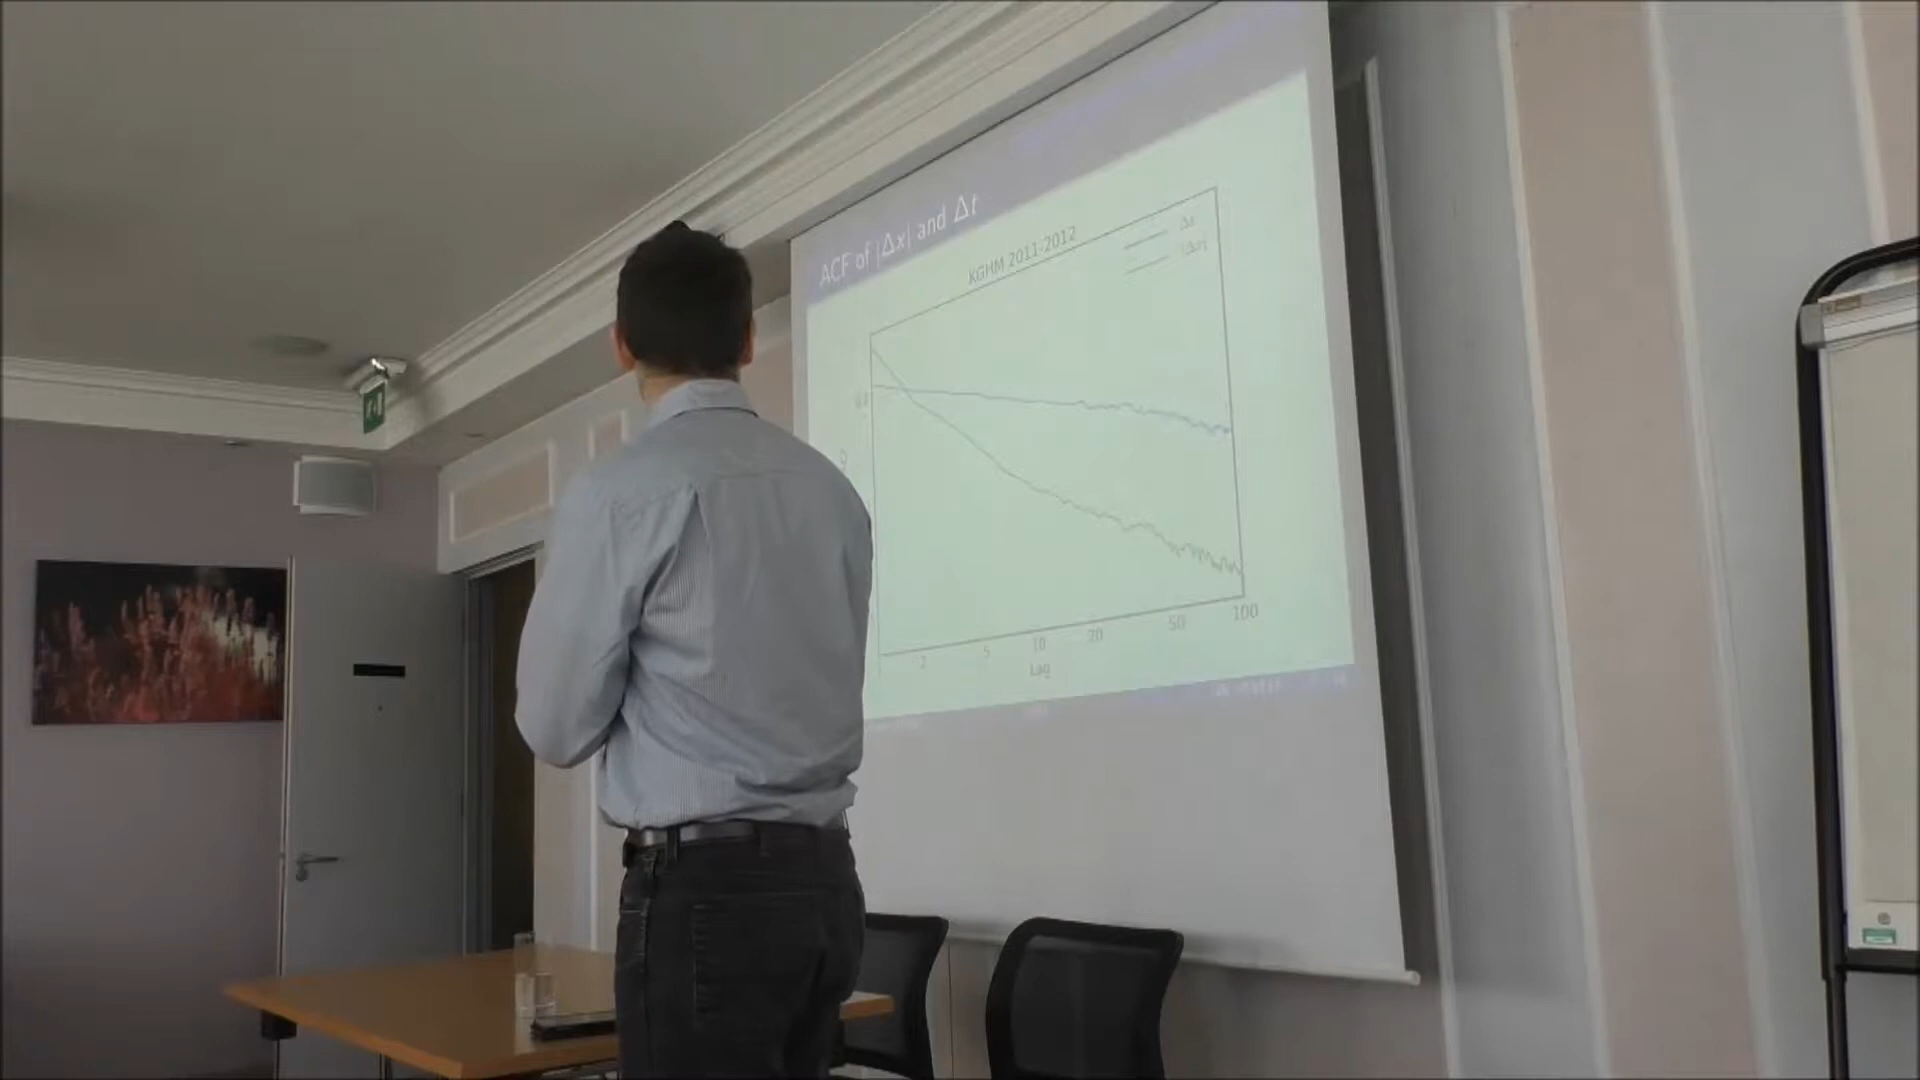 ACF of |Δx| and Δt
KGHM 2011-2012
Δt
|Δx|
2 5 10 20 50 100
Lag